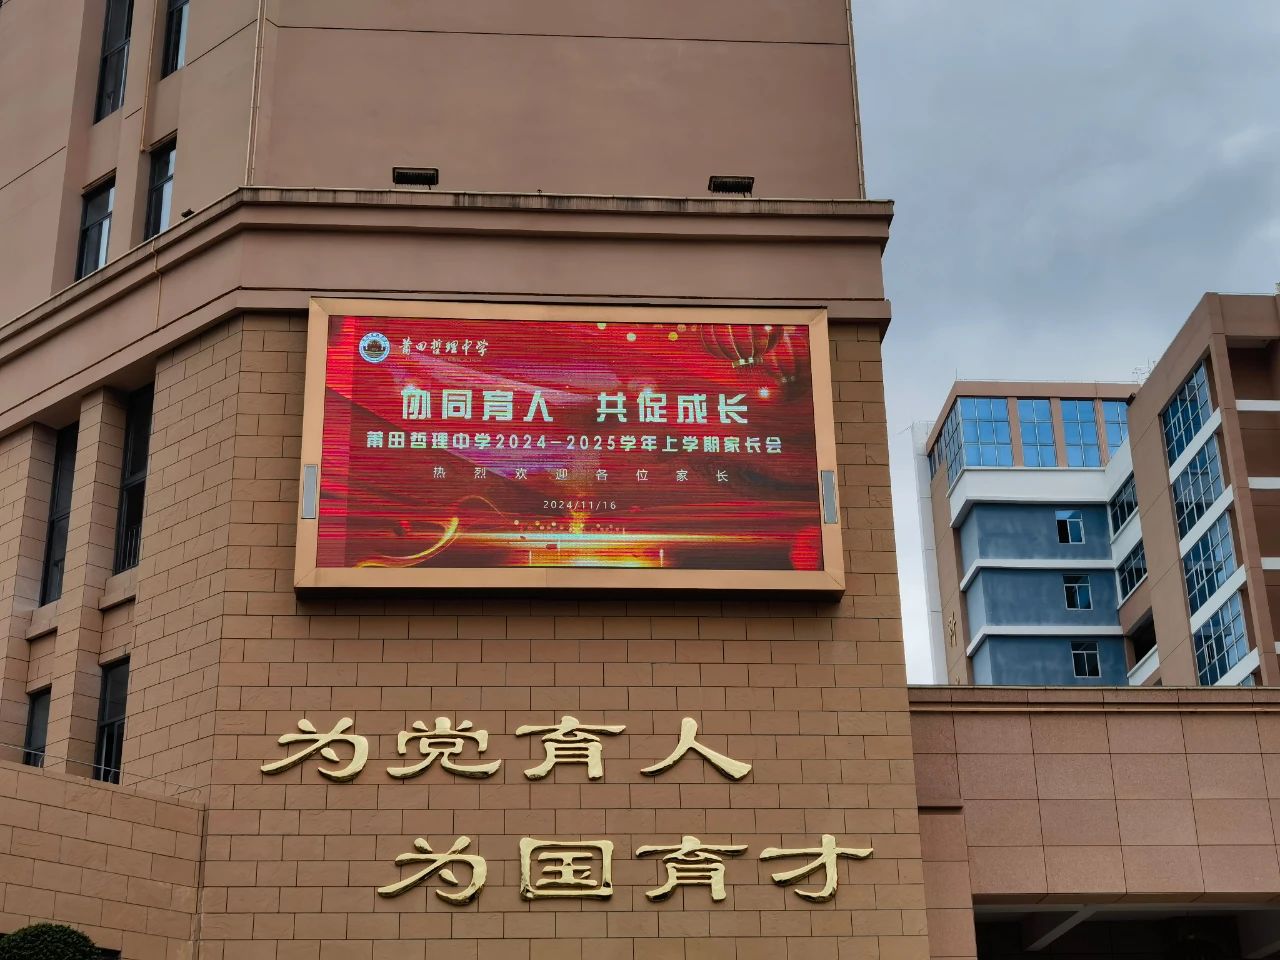 莆田哲理中学
协同育人 共促成长
莆田哲理中学2024-2025学年上学期家长会
热烈欢迎各位家长
2024/11/16
为党育人
为国育才